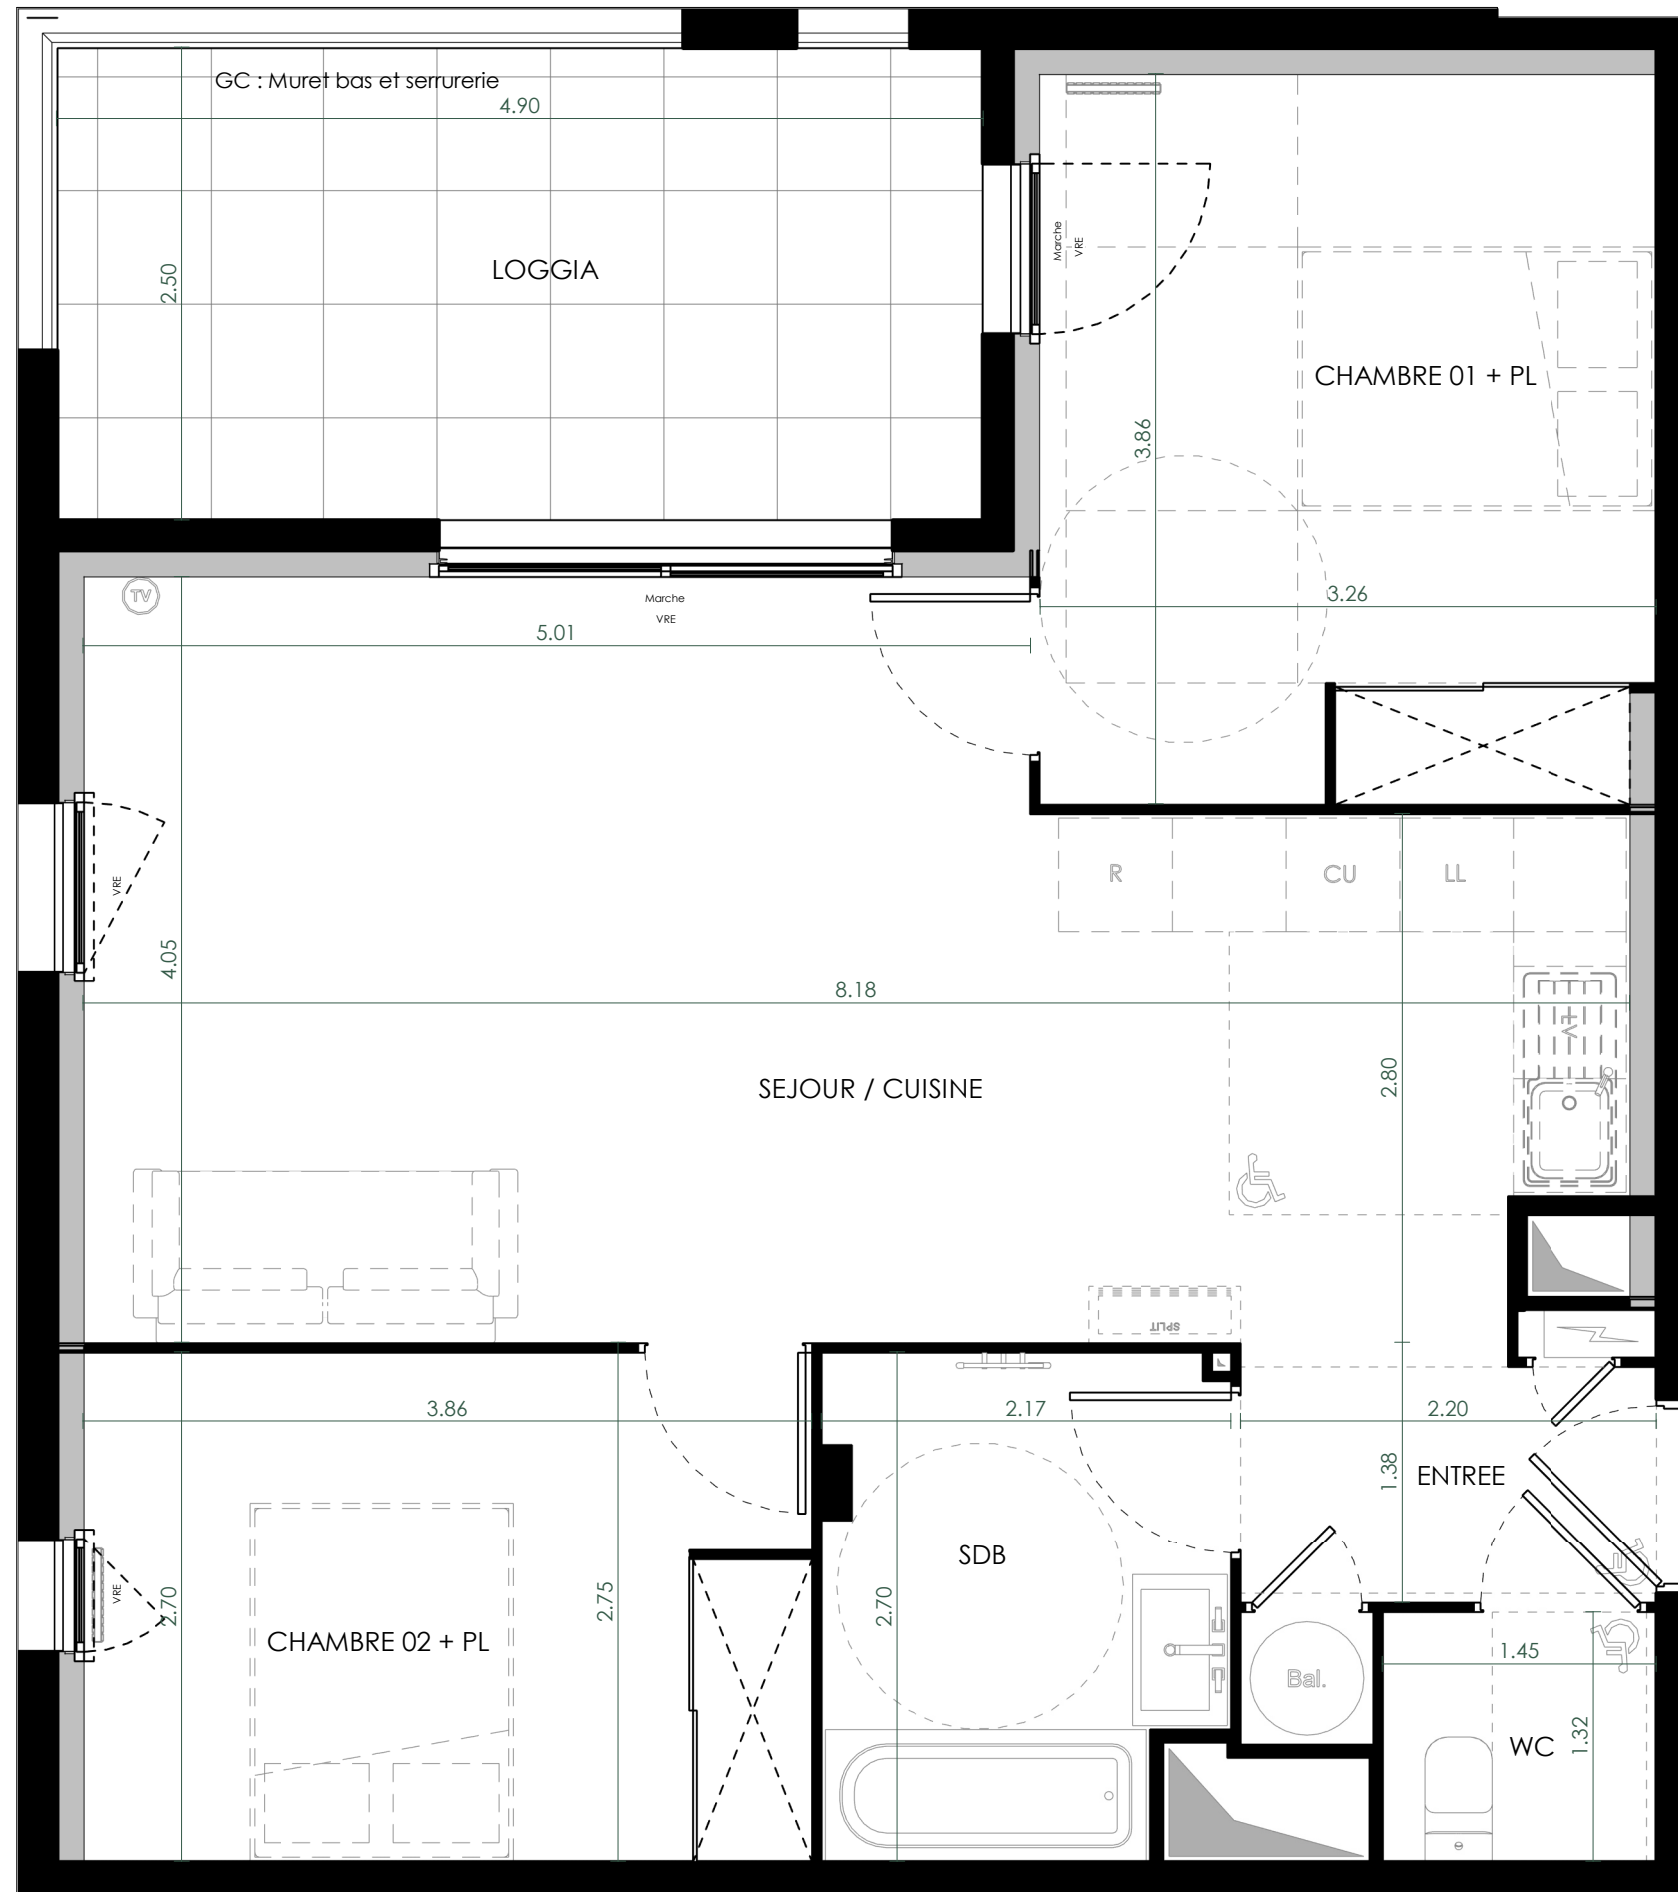 GC : Muret bas et serrurerie
4.90
2.50
LOGGIA
Marche
VRE
CHAMBRE 01 + PL
3.86
3.26
TV
Marche
VRE
5.01
R
CU
LL
VRE
4.05
8.18
TV
2.80
SEJOUR / CUISINE
SPLIT
3.86
2.17
2.20
1.38
ENTREE
SDB
VRE
2.70
2.75
2.70
CHAMBRE 02 + PL
1.45
Bal.
WC
1.32